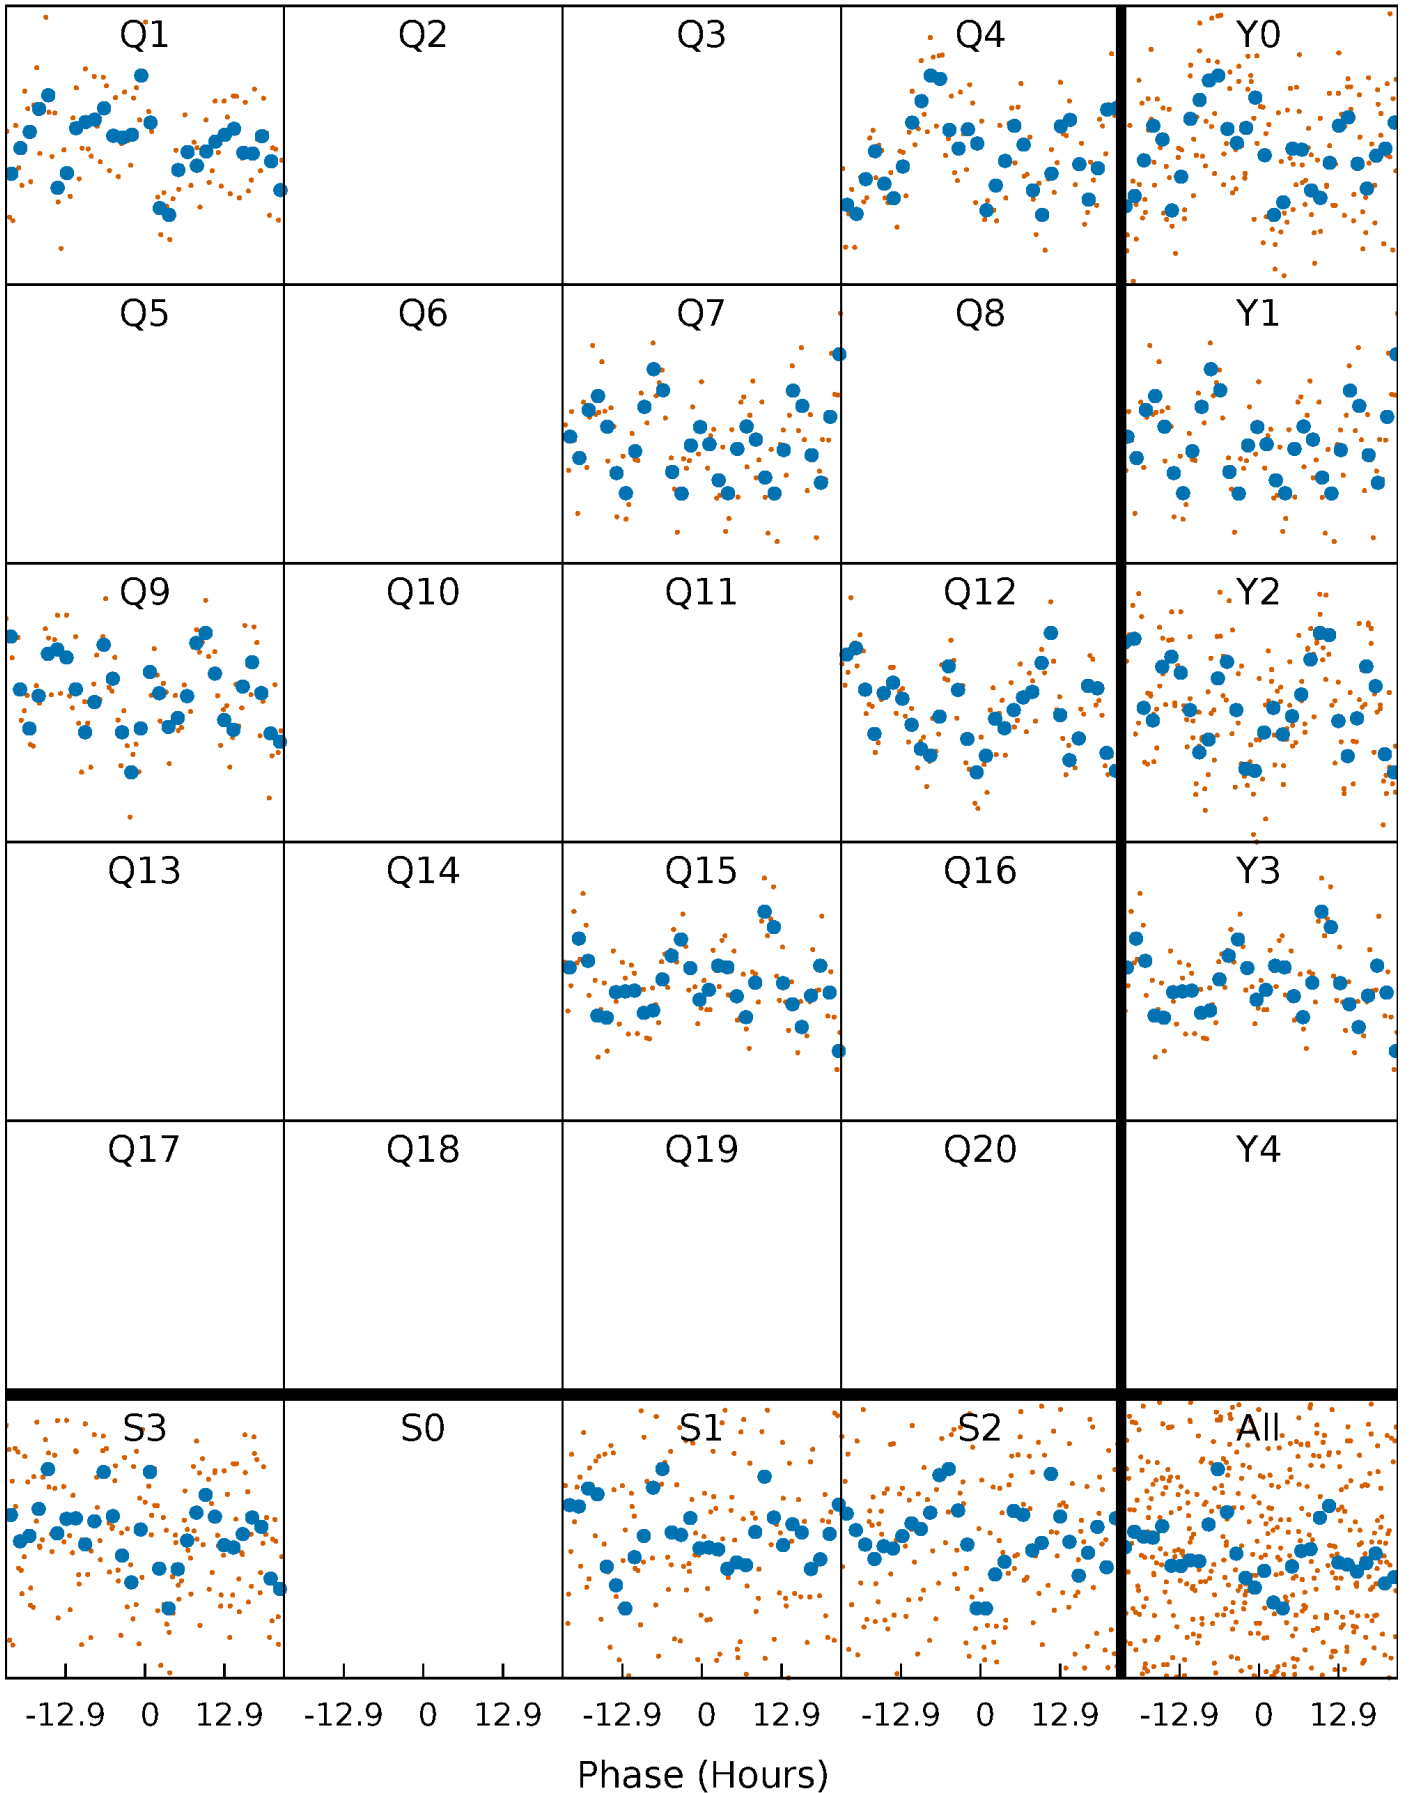 Q1 Q2 Q3 Q4 Y0
Q5 Q6 Q7 Q8 Y1
Q9 Q10 Q11 Q12 Y2
Q13 Q14 Q15 Q16 Y3
Q17 Q18 Q19 Q20 Y4
S3 S0 S1 S2 All
-12.9 0 12.9 -12.9 0 12.9 -12.9 0 12.9 -12.9 0 12.9 -12.9 0 12.9
Phase (Hours)